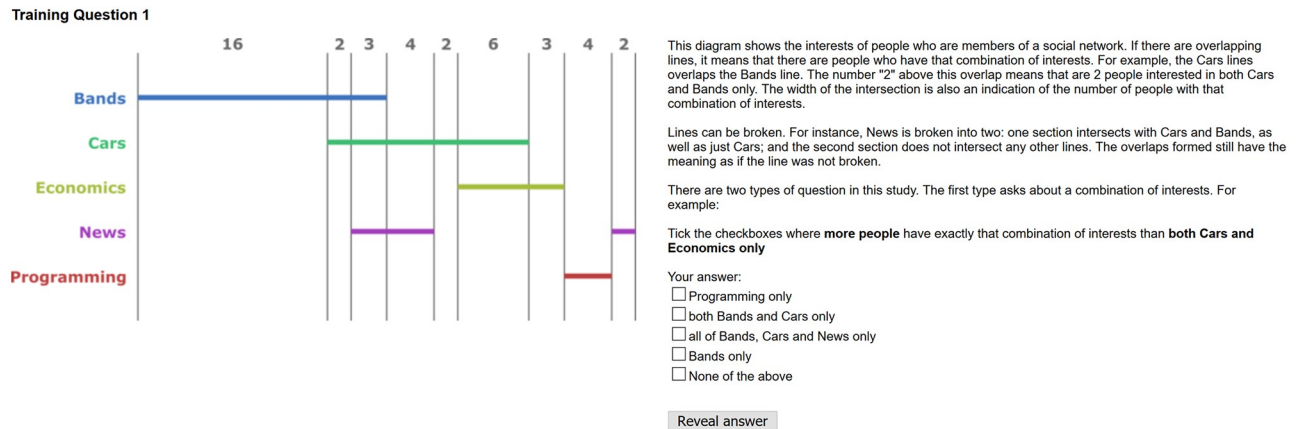 Training Question 1
16 2 3 4 2 6 3 4 2
Bands
Cars
Economics
News
Programming
This diagram shows the interests of people who are members of a social network. If there are overlapping
lines, it means that there are people who have that combination of interests. For example, the Cars lines
overlaps the Bands line. The number "2" above this overlap means that are 2 people interested in both Cars
and Bands only. The width of the intersection is also an indication of the number of people with that
combination of interests.
Lines can be broken. For instance, News is broken into two: one section intersects with Cars and Bands, as
well as just Cars; and the second section does not intersect any other lines. The overlaps formed still have the
meaning as if the line was not broken.
There are two types of question in this study. The first type asks about a combination of interests. For
example:
Tick the checkboxes where more people have exactly that combination of interests than both Cars and
Economics only
Your answer:
Programming only
both Bands and Cars only
all of Bands, Cars and News only
Bands only
None of the above
Reveal answer